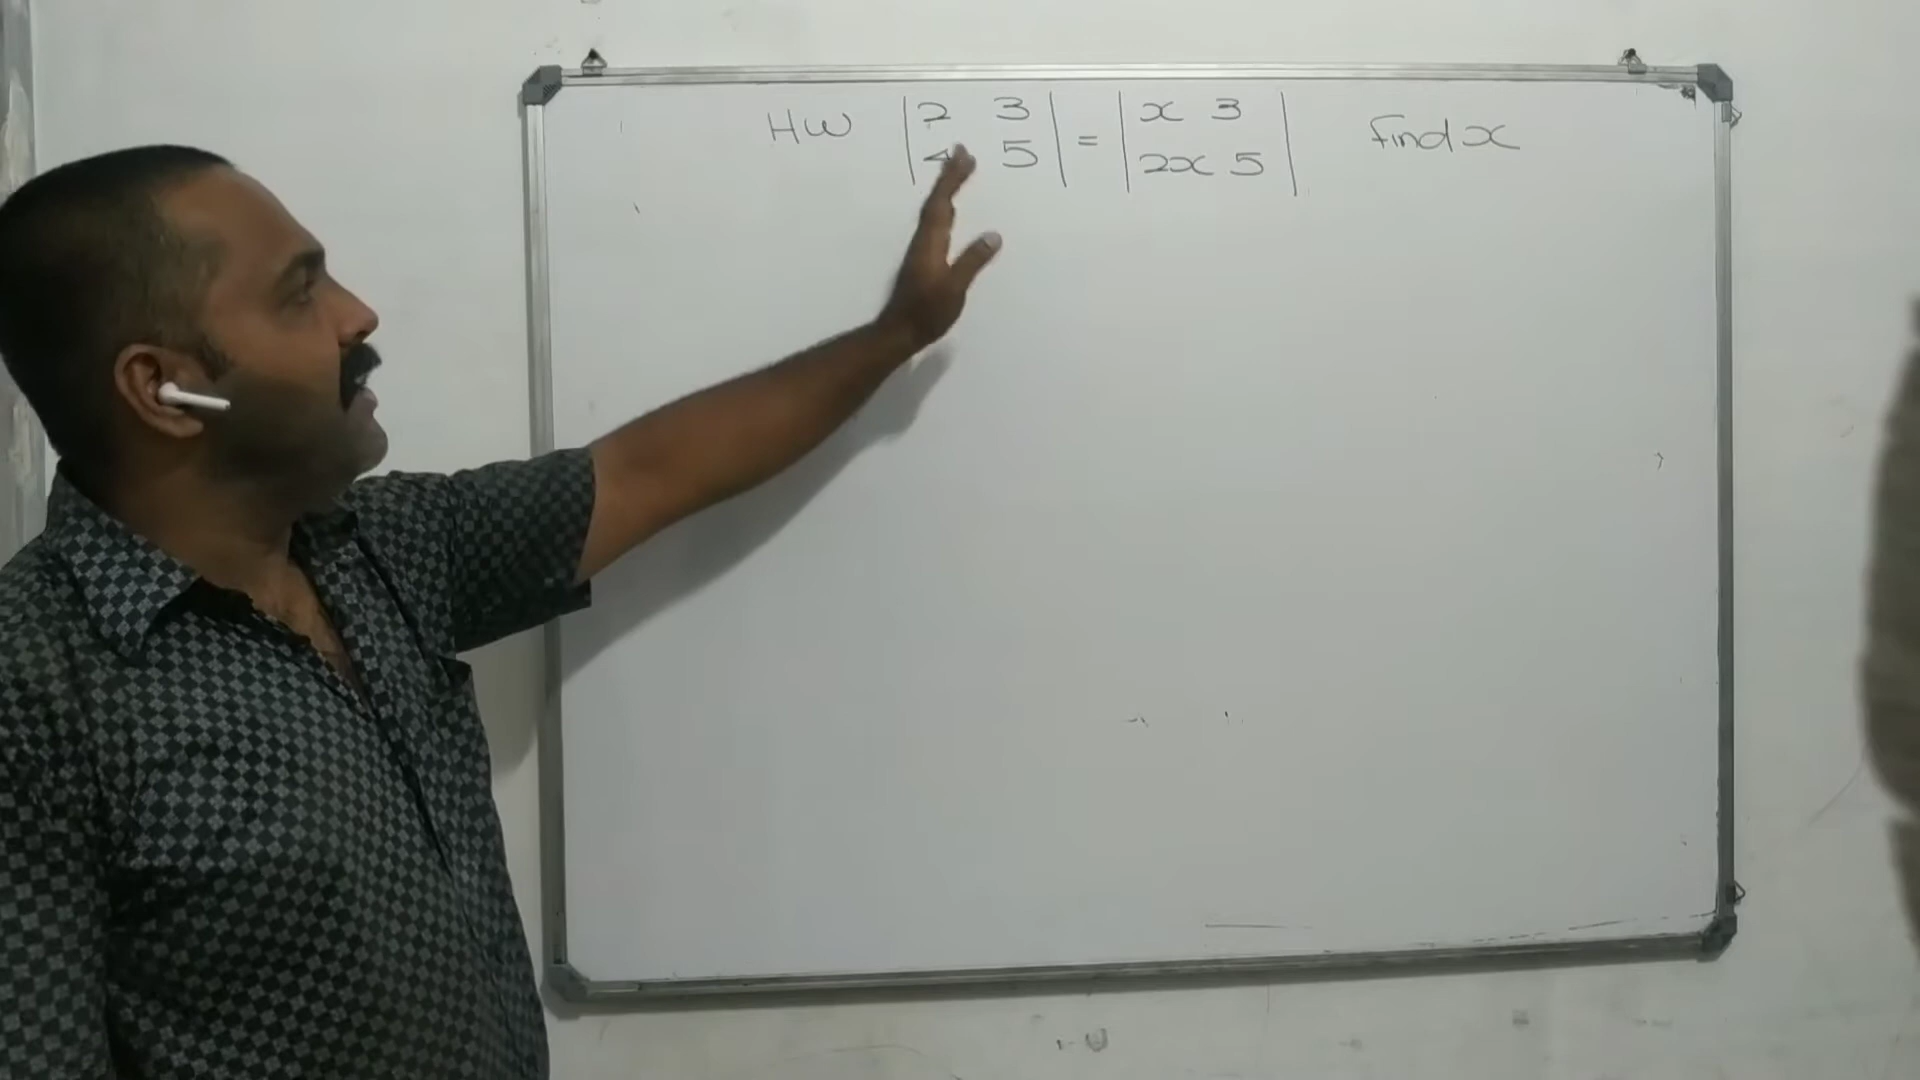 HW | 2 3 | = | x 3 | Find x
| 4 5 | | 2x 5 |